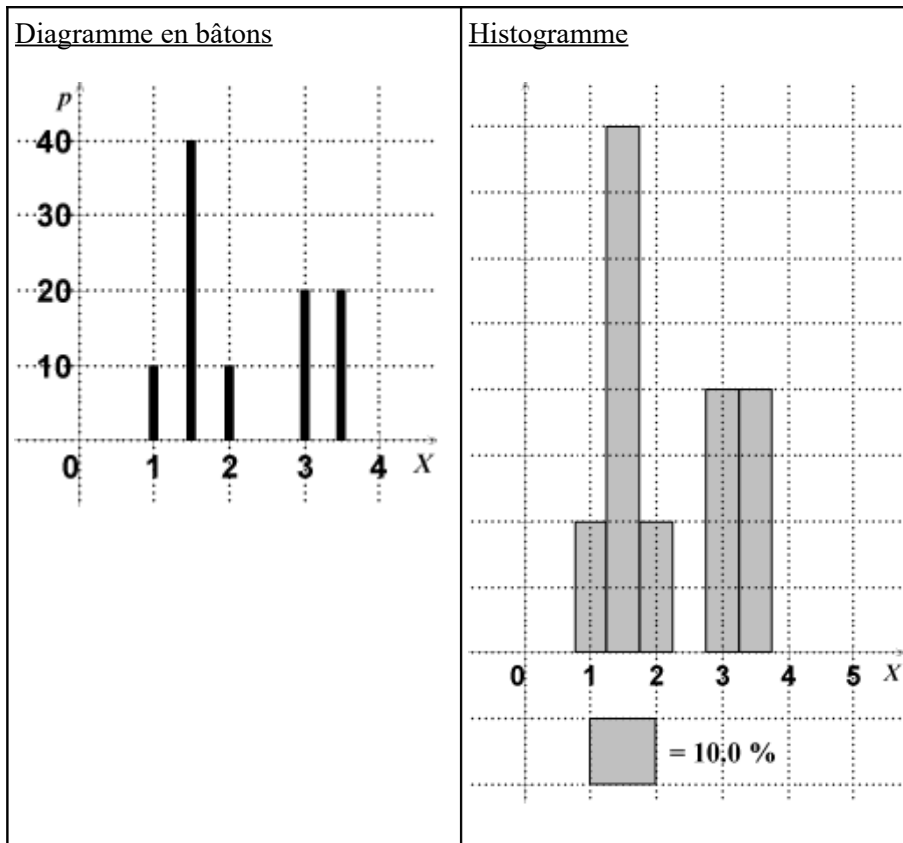 Diagramme en bâtons
p
40
30
20
10
0 1 2 3 4 X
Histogramme
0 1 2 3 4 5 X
= 10,0 %